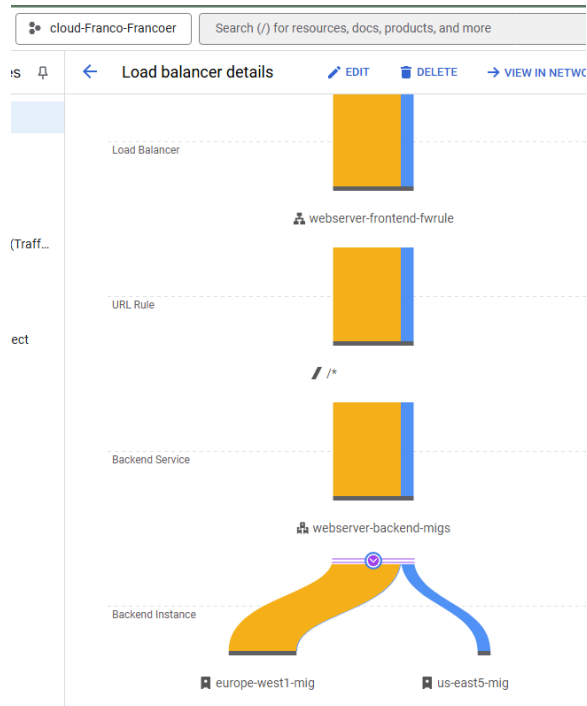 cloud-Franco-Francoer
Search (/) for resources, docs, products, and more
es
Load balancer details
EDIT
DELETE
VIEW IN NETWO
Load Balancer
webserver-frontend-fwrule
(Traff...
URL Rule
ect
/*
Backend Service
webserver-backend-migs
Backend Instance
europe-west1-mig
us-east5-mig